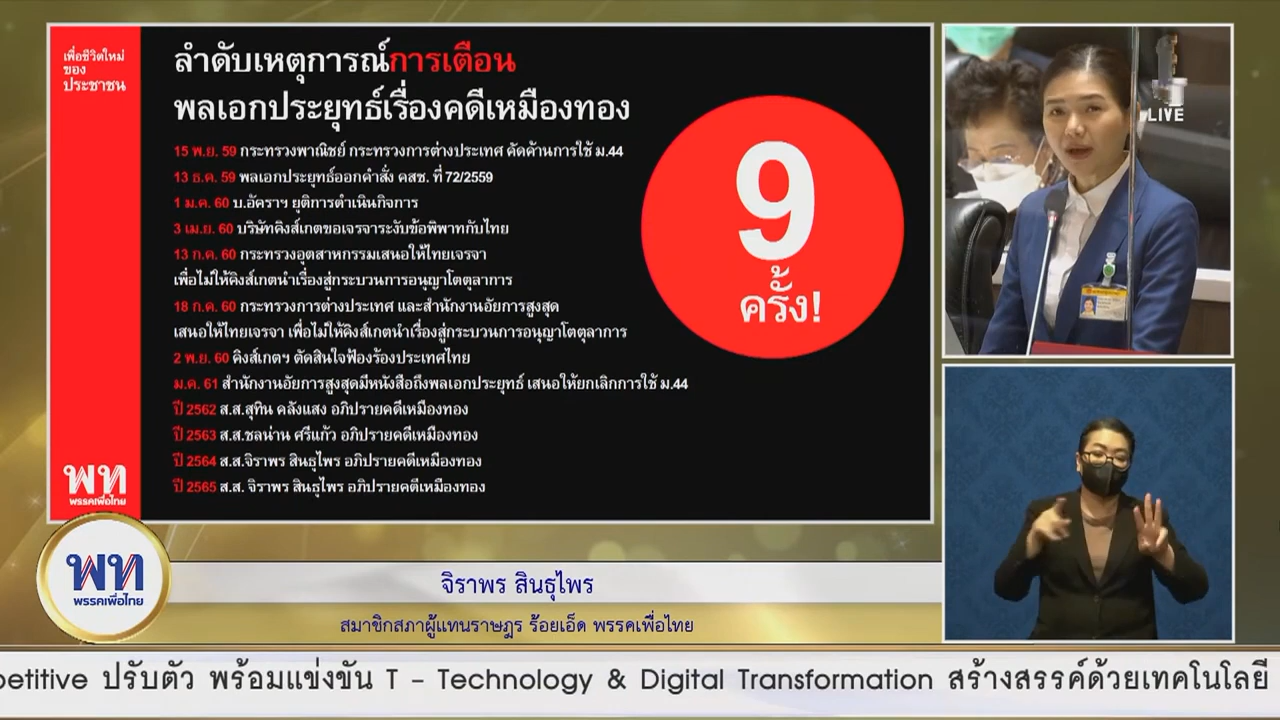 เพื่อชีวิตใหม่
ของ
ประชาชน
ลำดับเหตุการณ์การเตือน
พลเอกประยุทธ์เรื่องคดีเหมืองทอง
15 พ.ย. 59 กระทรวงพาณิชย์ กระทรวงการต่างประเทศ คัดค้านการใช้ ม.44
13 ธ.ค. 59 พลเอกประยุทธ์ออกคำสั่ง คสช. ที่ 72/2559
1 ม.ค. 60 บ.อัคราฯ ยุติการดำเนินกิจการ
3 เม.ย. 60 บริษัทคิงส์เกตขอเจรจาระงับข้อพิพาทกับไทย
13 ก.ค. 60 กระทรวงอุตสาหกรรมเสนอให้ไทยเจรจา
เพื่อไม่ให้คิงส์เกตนำเรื่องสู่กระบวนการอนุญาโตตุลาการ
18 ก.ค. 60 กระทรวงการต่างประเทศ และสำนักงานอัยการสูงสุด
เสนอให้ไทยเจรจา เพื่อไม่ให้คิงส์เกตนำเรื่องสู่กระบวนการอนุญาโตตุลาการ
2 พ.ย. 60 คิงส์เกตฯ ตัดสินใจฟ้องร้องประเทศไทย
ม.ค. 61 สำนักงานอัยการสูงสุดมีหนังสือถึงพลเอกประยุทธ์ เสนอให้ยกเลิกการใช้ ม.44
ปี 2562 ส.ส.สุทิน คลังแสง อภิปรายคดีเหมืองทอง
ปี 2563 ส.ส.ชลน่าน ศรีแก้ว อภิปรายคดีเหมืองทอง
ปี 2564 ส.ส.จิราพร สินธุไพร อภิปรายคดีเหมืองทอง
ปี 2565 ส.ส. จิราพร สินธุไพร อภิปรายคดีเหมืองทอง
9
ครั้ง!
พท
พรรคเพื่อไทย
LIVE
พท
พรรคเพื่อไทย
จิราพร สินธุไพร
สมาชิกสภาผู้แทนราษฎร ร้อยเอ็ด พรรคเพื่อไทย
petitive ปรับตัว พร้อมแข่งขัน T – Technology & Digital Transformation สร้างสรรค์ด้วยเทคโนโลยี